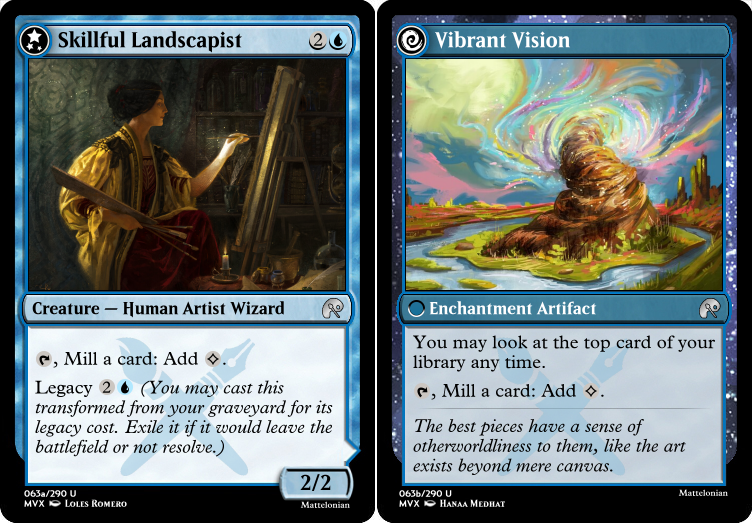 Skillful Landscapist 2
Creature — Human Artist Wizard
, Mill a card: Add .
Legacy 2 (You may cast this
transformed from your graveyard for its
legacy cost. Exile it if it would leave the
battlefield or not resolve.)
2/2
063a/290 U
MVX Loles Romero
Mattelonian
Vibrant Vision
Enchantment Artifact
You may look at the top card of your
library any time.
, Mill a card: Add .
The best pieces have a sense of
otherworldliness to them, like the art
exists beyond mere canvas.
063b/290 U
MVX Hanaa Medhat
Mattelonian